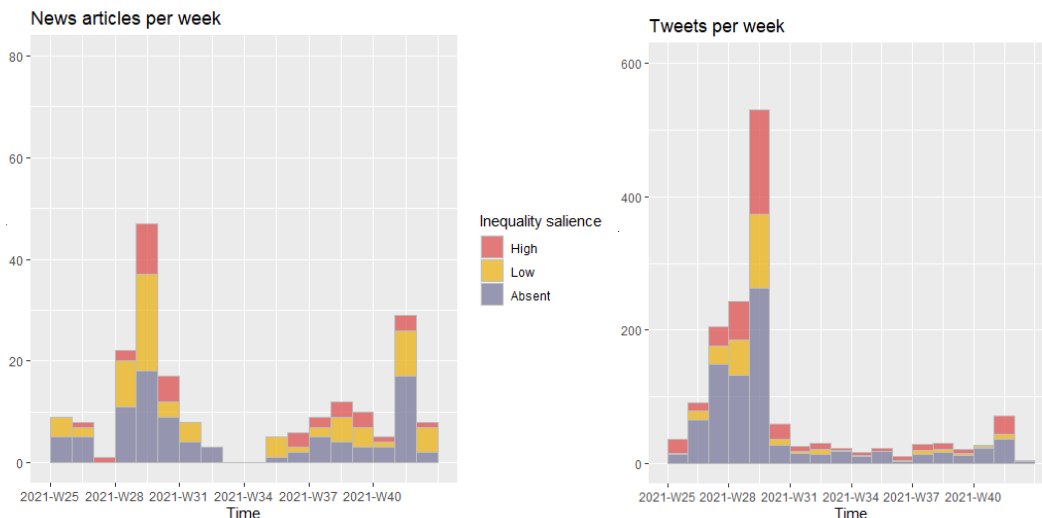 News articles per week
80
60
40
20
0
2021-W25 2021-W28 2021-W31 2021-W34 2021-W37 2021-W40
Time
Inequality salience
High
Low
Absent
Tweets per week
600
400
200
0
2021-W25 2021-W28 2021-W31 2021-W34 2021-W37 2021-W40
Time